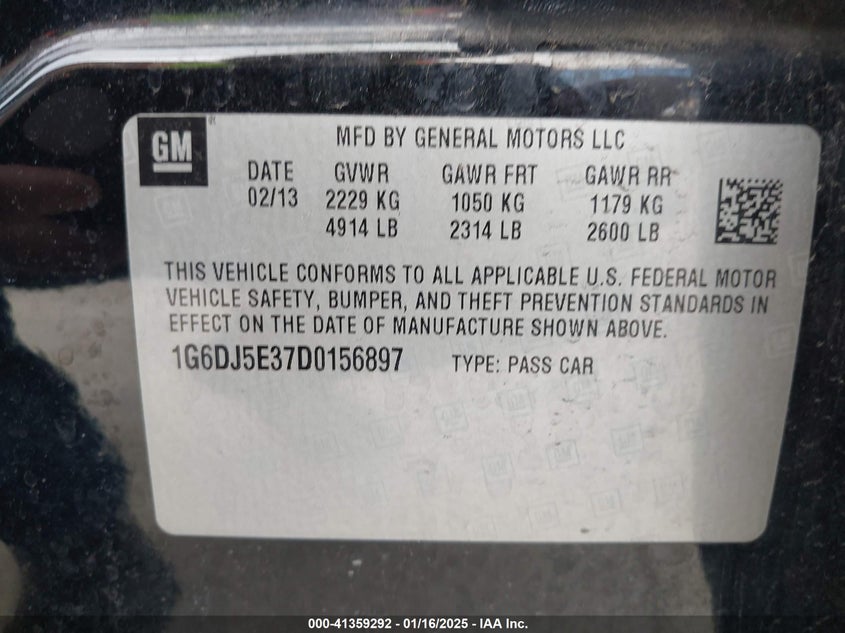 GM
MFD BY GENERAL MOTORS LLC
DATE GVWR GAWR FRT GAWR RR
02/13 2229 KG 1050 KG 1179 KG
4914 LB 2314 LB 2600 LB
THIS VEHICLE CONFORMS TO ALL APPLICABLE U.S. FEDERAL MOTOR
VEHICLE SAFETY, BUMPER, AND THEFT PREVENTION STANDARDS IN
EFFECT ON THE DATE OF MANUFACTURE SHOWN ABOVE.
1G6DJ5E37D0156897 TYPE: PASS CAR
000-41359292 - 01/16/2025 - IAA Inc.